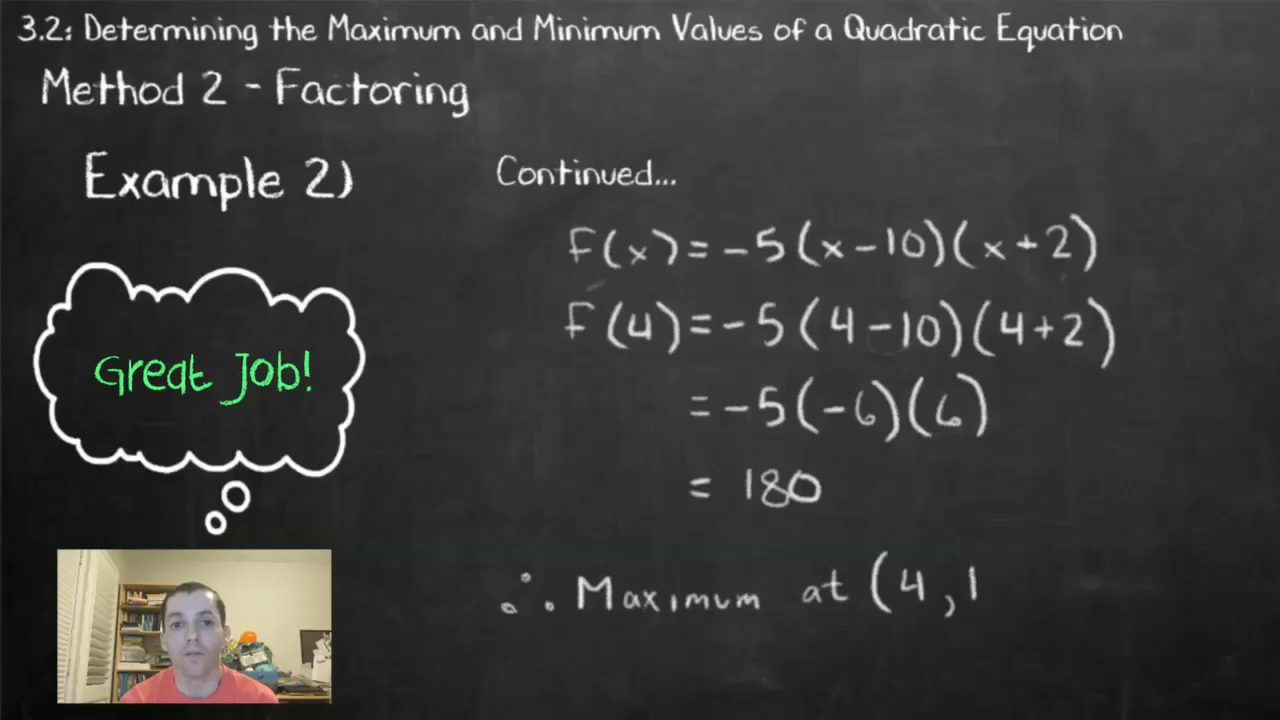 3.2: Determining the Maximum and Minimum Values of a Quadratic Equation
Method 2 - Factoring
Example 2)
Continued...
f(x) = -5(x-10)(x+2)
f(4) = -5(4-10)(4+2)
= -5(-6)(6)
= 180
∴ Maximum at (4, 1
Great Job!